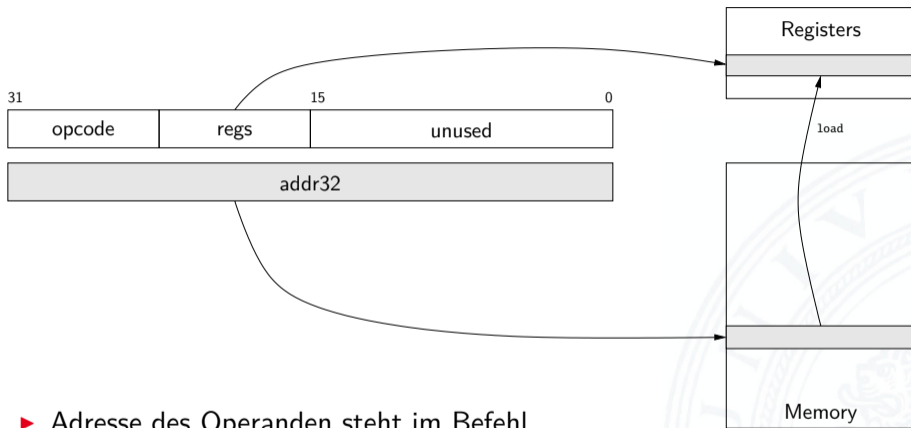 Registers
31 15 0
opcode regs unused
load
addr32
Adresse des Operanden steht im Befehl
Memory